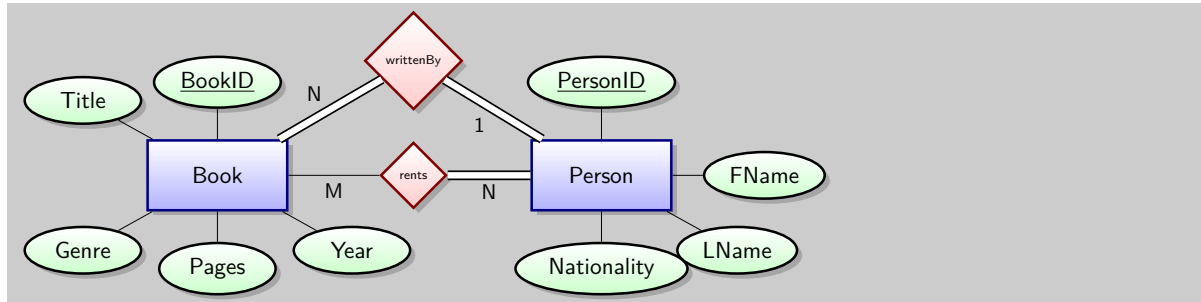 writtenBy
BookID
PersonID
Title
N
1
Book
rents
Person
FName
M
N
Genre
Pages
Year
Nationality
LName